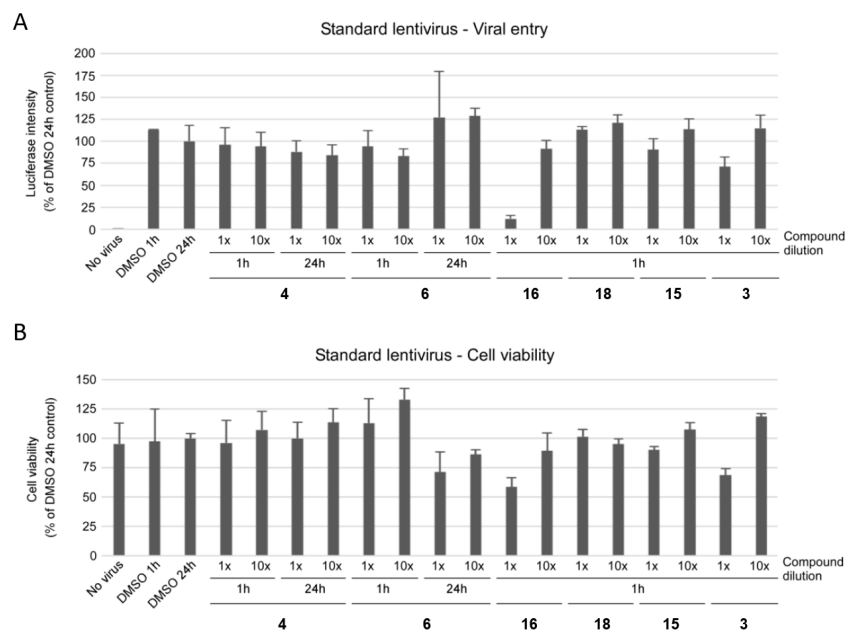 A
Standard lentivirus - Viral entry
Luciferase intensity
(% of DMSO 24h control)
200
175
150
125
100
75
50
25
0
No virus
DMSO 1h
DMSO 24h
1x 10x 1x 10x 1x 10x 1x 10x 1x 10x 1x 10x 1x 10x 1x 10x
Compound
dilution
1h 24h 1h 24h 1h
4 6 16 18 15 3
B
Standard lentivirus - Cell viability
Cell viability
(% of DMSO 24h control)
150
125
100
75
50
25
0
No virus
DMSO 1h
DMSO 24h
1x 10x 1x 10x 1x 10x 1x 10x 1x 10x 1x 10x 1x 10x 1x 10x
Compound
dilution
1h 24h 1h 24h 1h
4 6 16 18 15 3